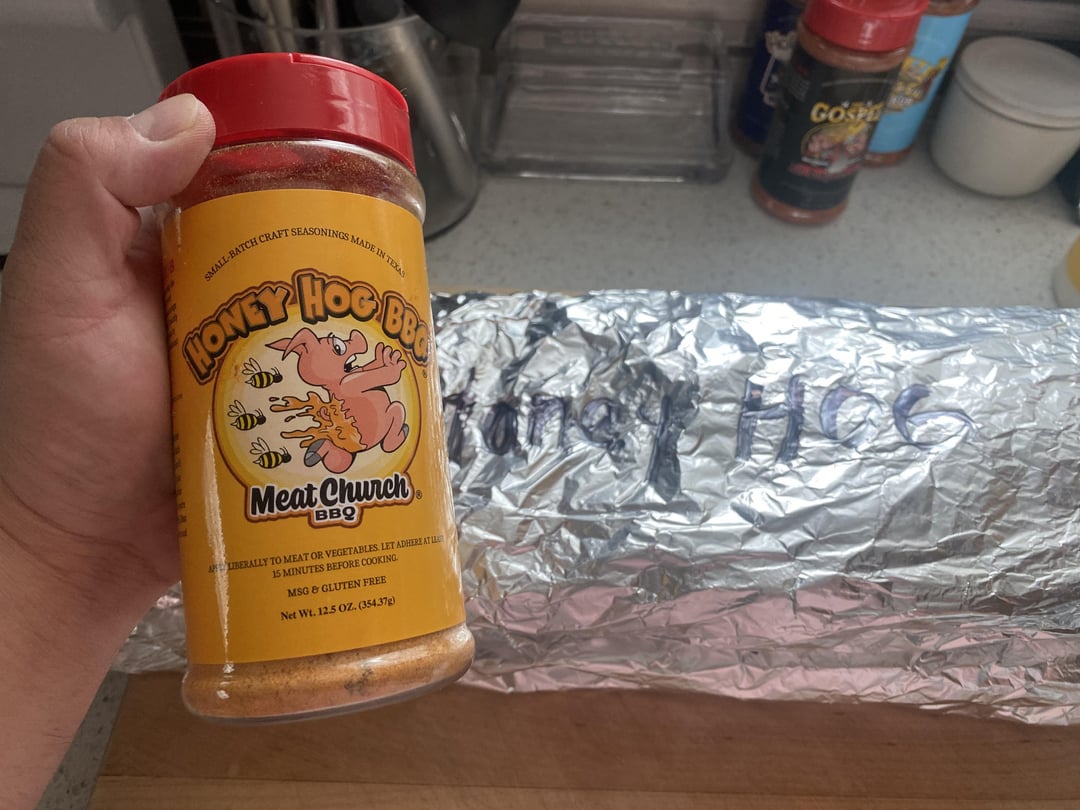 SMALL-BATCH CRAFT SEASONINGS MADE IN TEXAS
HONEY HOG BBQ
Meat Church®
BBQ
LIBERALLY TO MEAT OR VEGETABLES. LET ADHERE AT
15 MINUTES BEFORE COOKING.
MSG & GLUTEN FREE
Net Wt. 12.5 OZ. (354.37g)
Honey HOG
GOSPEL